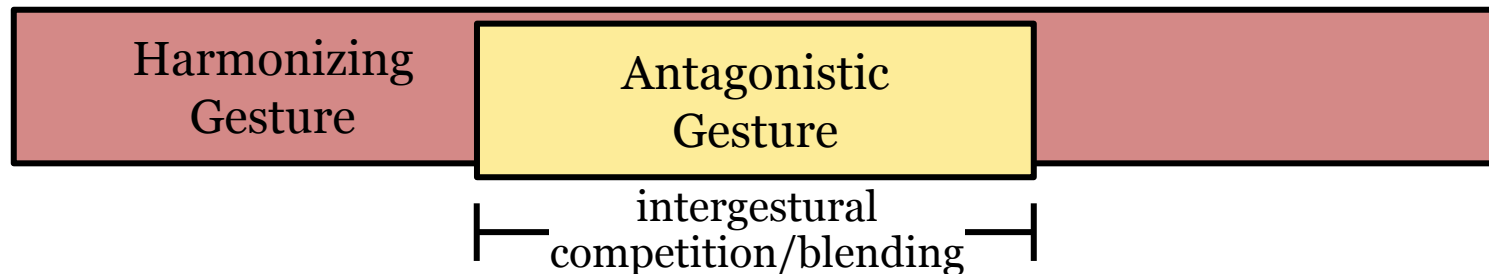 Harmonizing
Gesture
Antagonistic
Gesture
intergestural
competition/blending